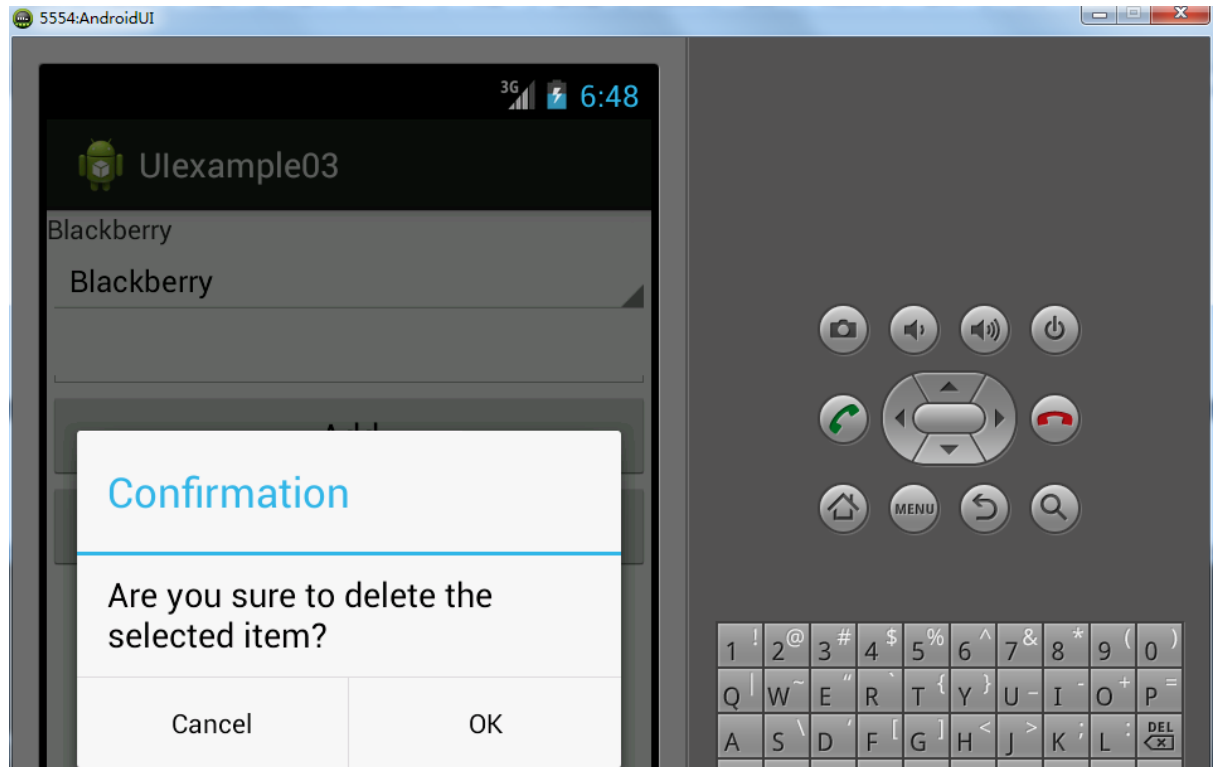 5554:AndroidUI
3G 6:48
UIexample03
Blackberry
Blackberry
Confirmation
Are you sure to delete the
selected item?
Cancel OK
MENU
1 ! 2 @ 3 # 4 $ 5 % 6 ^ 7 & 8 * 9 ( 0 )
Q | W ~ E " R ` T { Y } U - I - O + P =
A S \ D ' F [ G ] H < J > K ; L : DEL